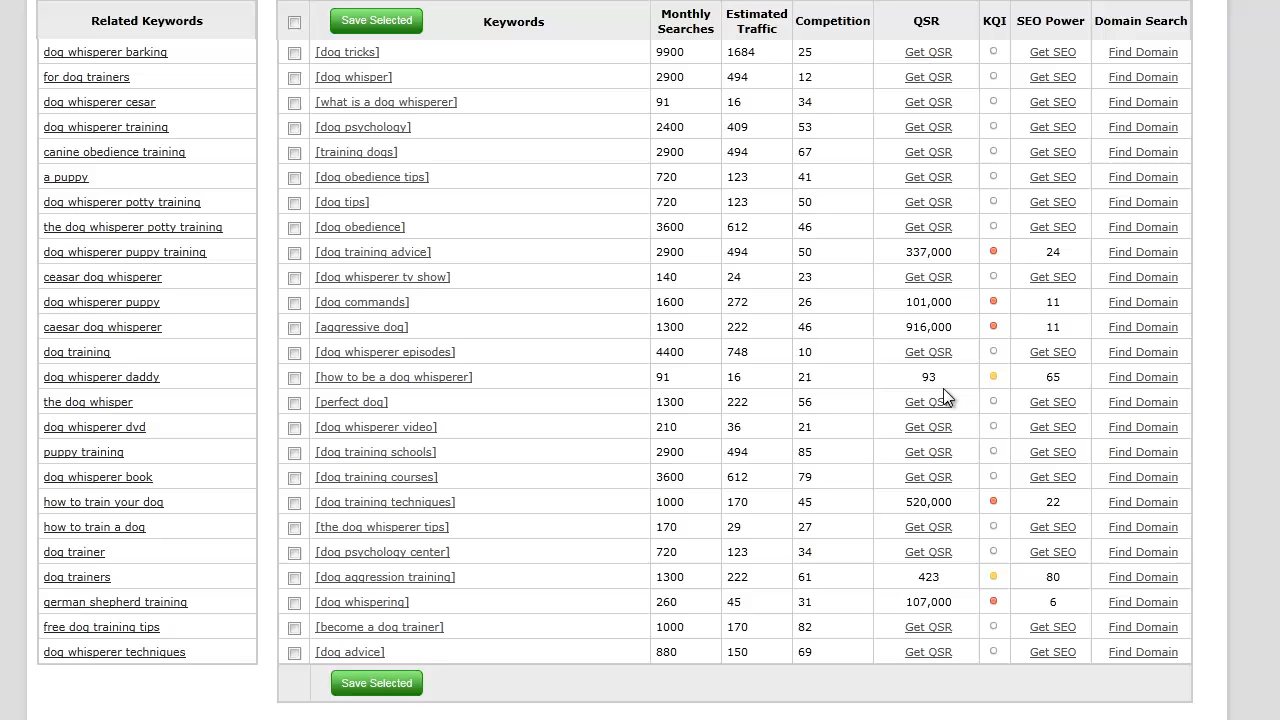 Related Keywords
dog whisperer barking
for dog trainers
dog whisperer cesar
dog whisperer training
canine obedience training
a puppy
dog whisperer potty training
the dog whisperer potty training
dog whisperer puppy training
ceasar dog whisperer
dog whisperer puppy
caesar dog whisperer
dog training
dog whisperer daddy
the dog whisper
dog whisperer dvd
puppy training
dog whisperer book
how to train your dog
how to train a dog
dog trainer
dog trainers
german shepherd training
free dog training tips
dog whisperer techniques
Save Selected Keywords Monthly Searches Estimated Traffic Competition QSR KQI SEO Power Domain Search
[dog tricks] 9900 1684 25 Get QSR Get SEO Find Domain
[dog whisper] 2900 494 12 Get QSR Get SEO Find Domain
[what is a dog whisperer] 91 16 34 Get QSR Get SEO Find Domain
[dog psychology] 2400 409 53 Get QSR Get SEO Find Domain
[training dogs] 2900 494 67 Get QSR Get SEO Find Domain
[dog obedience tips] 720 123 41 Get QSR Get SEO Find Domain
[dog tips] 720 123 50 Get QSR Get SEO Find Domain
[dog obedience] 3600 612 46 Get QSR Get SEO Find Domain
[dog training advice] 2900 494 50 337,000 24 Find Domain
[dog whisperer tv show] 140 24 23 Get QSR Get SEO Find Domain
[dog commands] 1600 272 26 101,000 11 Find Domain
[aggressive dog] 1300 222 46 916,000 11 Find Domain
[dog whisperer episodes] 4400 748 10 Get QSR Get SEO Find Domain
[how to be a dog whisperer] 91 16 21 93 65 Find Domain
[perfect dog] 1300 222 56 Get QSR Get SEO Find Domain
[dog whisperer video] 210 36 21 Get QSR Get SEO Find Domain
[dog training schools] 2900 494 85 Get QSR Get SEO Find Domain
[dog training courses] 3600 612 79 Get QSR Get SEO Find Domain
[dog training techniques] 1000 170 45 520,000 22 Find Domain
[the dog whisperer tips] 170 29 27 Get QSR Get SEO Find Domain
[dog psychology center] 720 123 34 Get QSR Get SEO Find Domain
[dog aggression training] 1300 222 61 423 80 Find Domain
[dog whispering] 260 45 31 107,000 6 Find Domain
[become a dog trainer] 1000 170 82 Get QSR Get SEO Find Domain
[dog advice] 880 150 69 Get QSR Get SEO Find Domain
Save Selected